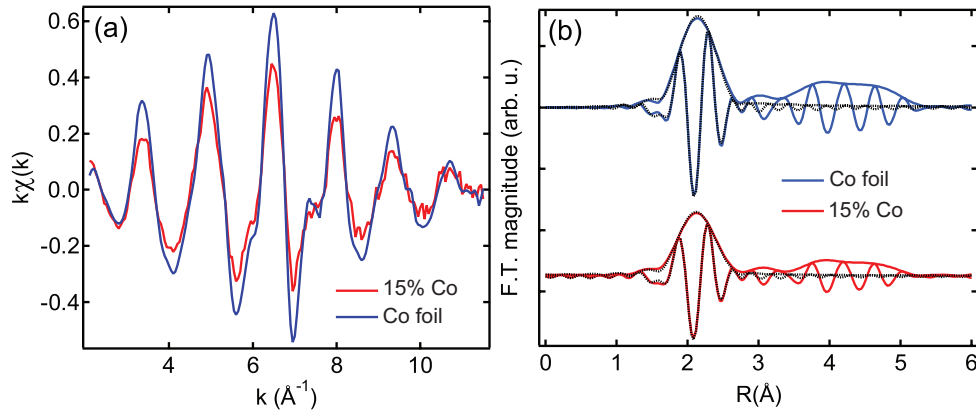 (a)
kχ(k)
0.6
0.4
0.2
0.0
-0.2
-0.4
15% Co
Co foil
4
6
8
10
k (Å⁻¹)
(b)
F.T. magnitude (arb. u.)
Co foil
15% Co
0
1
2
3
4
5
6
R(Å)